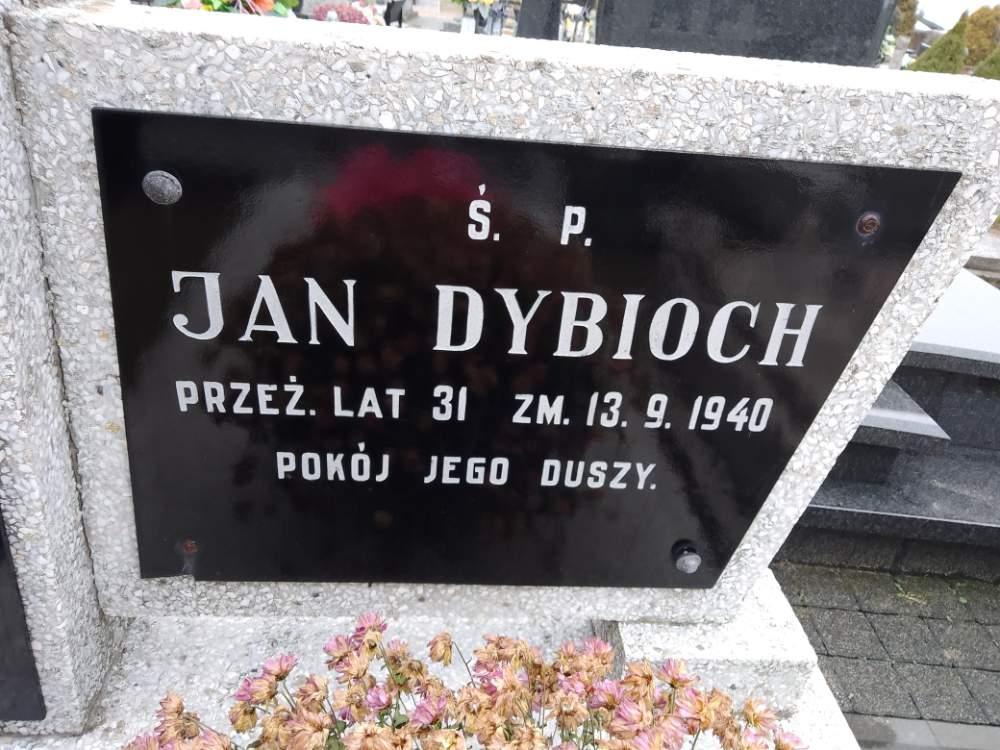 Ś. P.
JAN DYBIOCH
PRZEŻ. LAT 31 ZM. 13. 9. 1940
POKÓJ JEGO DUSZY.